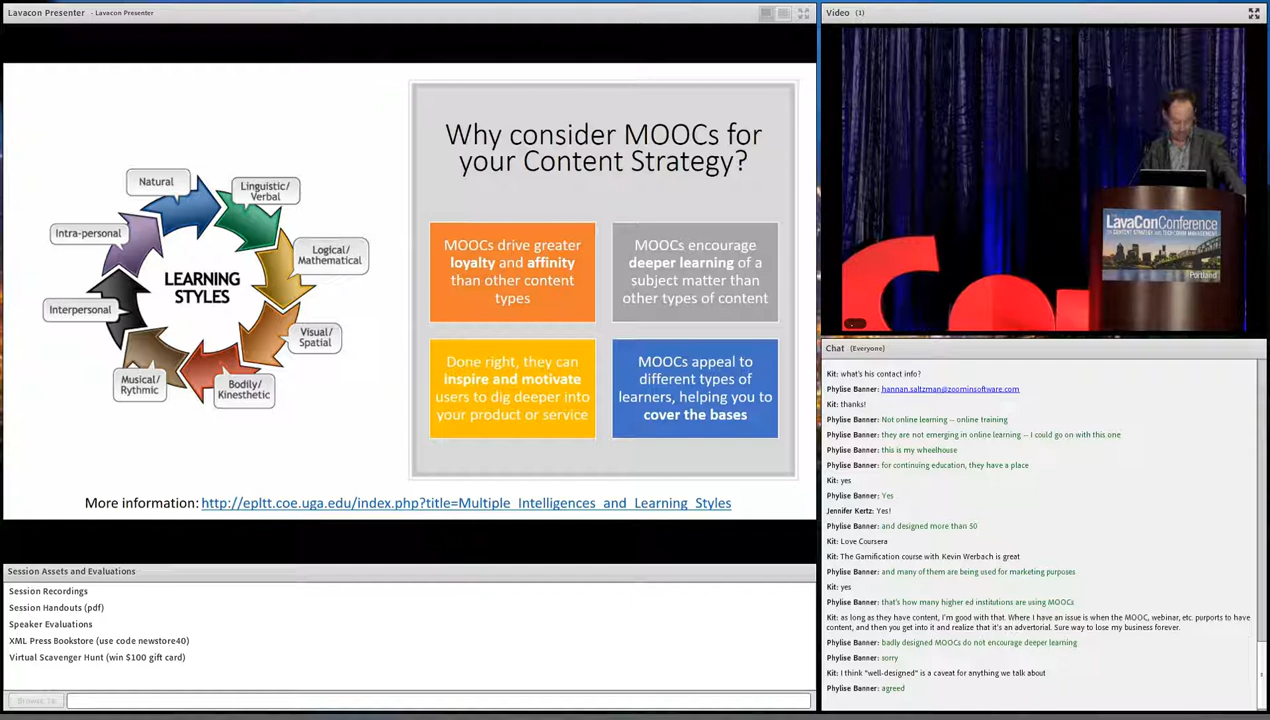 Lavacon Presenter - Lavacon Presenter
Natural
Linguistic/
Verbal
Intra-personal
Logical/
Mathematical
LEARNING
STYLES
Interpersonal
Visual/
Spatial
Musical/
Rythmic
Bodily/
Kinesthetic
Why consider MOOCs for
your Content Strategy?
MOOCs drive greater
loyalty and affinity
than other content
types
MOOCs encourage
deeper learning of a
subject matter than
other types of content
Done right, they can
inspire and motivate
users to dig deeper into
your product or service
MOOCs appeal to
different types of
learners, helping you to
cover the bases
More information: http://epltt.coe.uga.edu/index.php?title=Multiple_Intelligences_and_Learning_Styles
Session Assets and Evaluations
Session Recordings
Session Handouts (pdf)
Speaker Evaluations
XML Press Bookstore (use code newstore40)
Virtual Scavenger Hunt (win $100 gift card)
Video (1)
LavaConConference
Portland
Con
Chat (Everyone)
Kit: what's his contact info?
Phylise Banner: hannan.saltzman@zoominsoftware.com
Kit: thanks!
Phylise Banner: Not online learning -- online training
Phylise Banner: they are not emerging in online learning -- I could go on with this one
Phylise Banner: this is my wheelhouse
Phylise Banner: for continuing education, they have a place
Kit: yes
Phylise Banner: Yes
Jennifer Kertz: Yes!
Phylise Banner: and designed more than 50
Kit: Love Coursera
Kit: The Gamification course with Kevin Werbach is great
Phylise Banner: and many of them are being used for marketing purposes
Kit: yes
Phylise Banner: that's how many higher ed institutions are using MOOCs
Kit: as long as they have content, I'm good with that. Where I have an issue is when the MOOC, webinar, etc. purports to have
content, and then you get into it and realize that it's an advertorial. Sure way to lose my business forever.
Phylise Banner: badly designed MOOCs do not encourage deeper learning
Phylise Banner: sorry
Kit: I think "well-designed" is a caveat for anything we talk about
Phylise Banner: agreed